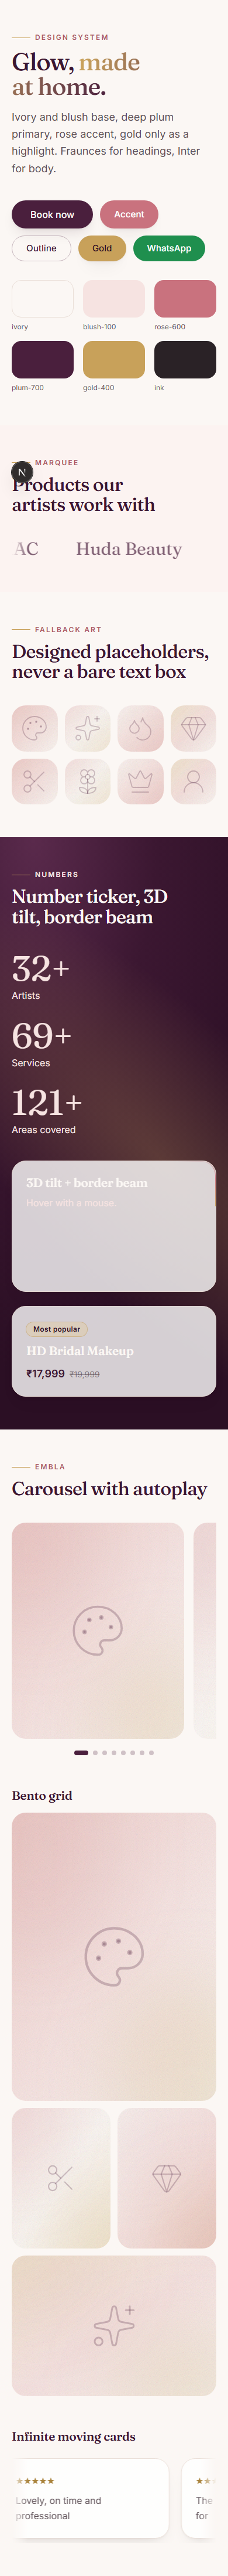 DESIGN SYSTEM
Glow, made
at home.
Ivory and blush base, deep plum
primary, rose accent, gold only as a
highlight. Fraunces for headings, Inter
for body.
Book now
Accent
Outline
Gold
WhatsApp
ivory
blush-100
rose-600
plum-700
gold-400
ink
MARQUEE
N
Products our
artists work with
AC
Huda Beauty
FALLBACK ART
Designed placeholders,
never a bare text box
NUMBERS
Number ticker, 3D
tilt, border beam
32+
Artists
69+
Services
121+
Areas covered
3D tilt + border beam
Hover with a mouse.
Most popular
3D Bridal Makeup
₹17,999 ₹19,999
EMBLA
Carousel with autoplay
Bento grid
Infinite moving cards
★★★★★
Lovely, on time and
professional
★★★
The
for